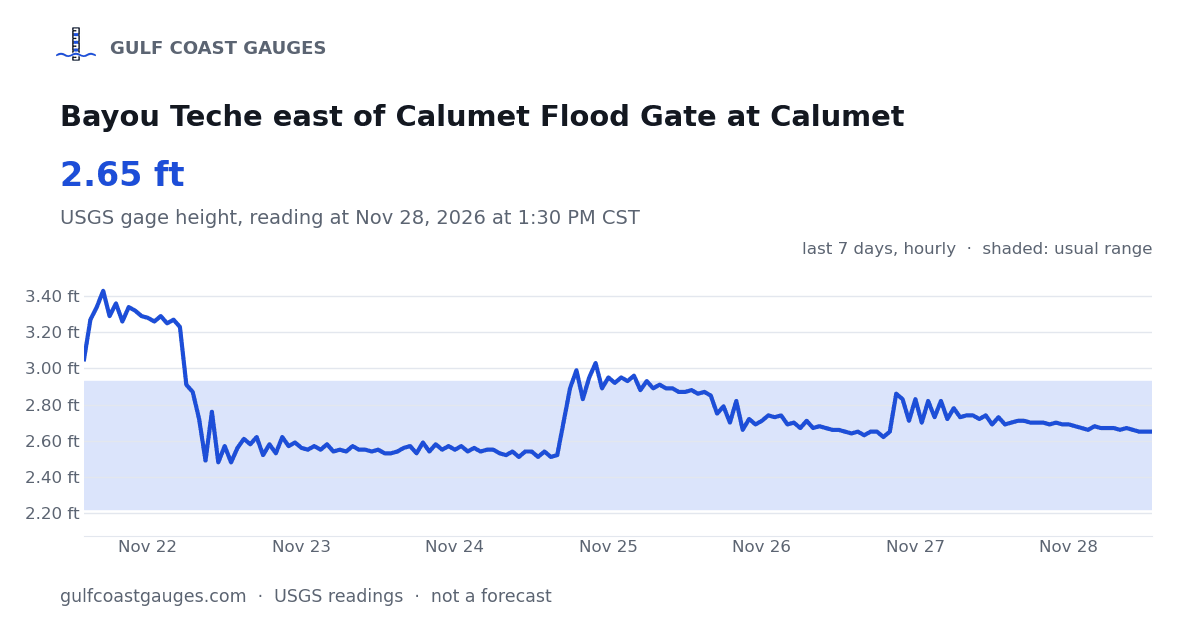 GULF COAST GAUGES
Bayou Teche east of Calumet Flood Gate at Calumet
2.65 ft
USGS gage height, reading at Nov 28, 2026 at 1:30 PM CST
last 7 days, hourly · shaded: usual range
3.40 ft
3.20 ft
3.00 ft
2.80 ft
2.60 ft
2.40 ft
2.20 ft
Nov 22 Nov 23 Nov 24 Nov 25 Nov 26 Nov 27 Nov 28
gulfcoastgauges.com · USGS readings · not a forecast